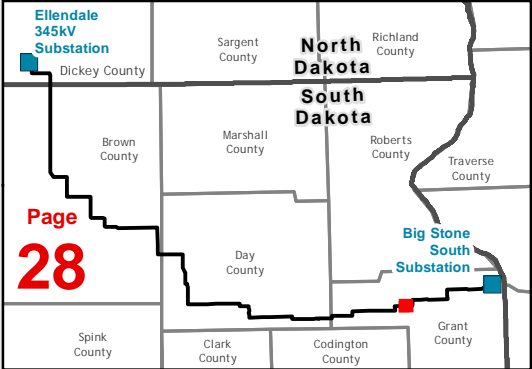 Ellendale
345kV
Substation
Dickey County
Sargent
County
North
Dakota
Richland
County
South
Dakota
Brown
County
Marshall
County
Roberts
County
Traverse
County
Page
28
Day
County
Big Stone
South
Substation
Spink
County
Clark
County
Codington
County
Grant
County